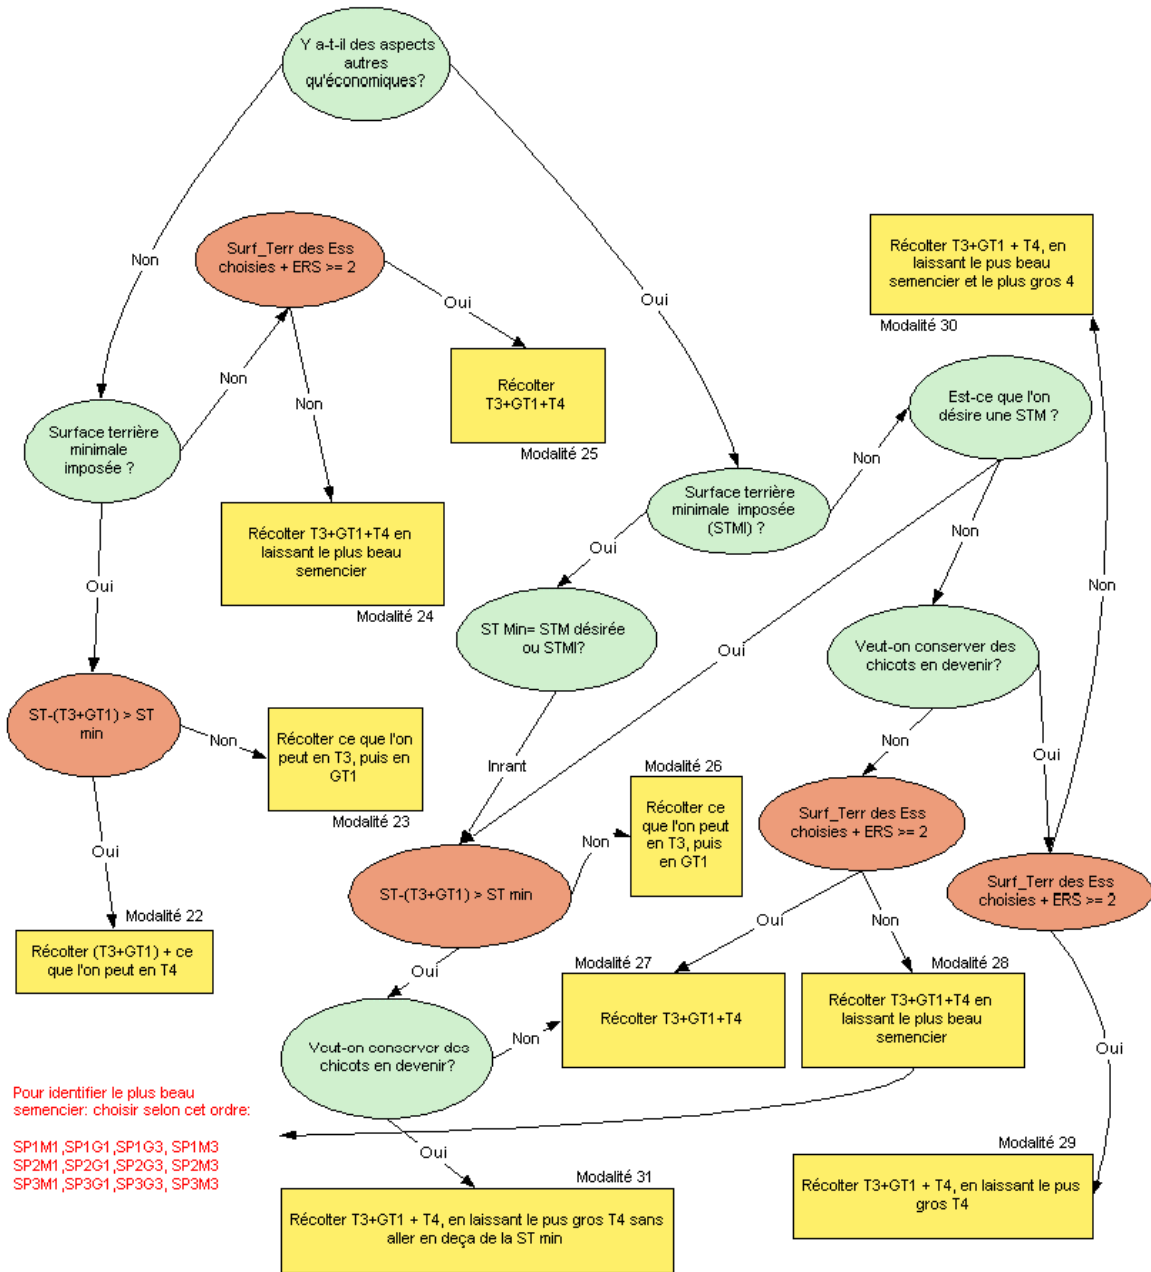 Y a-t-il des aspects
autres
qu'économiques?
Non
Surf_Terr des Ess
choisies + ERS >= 2
Oui
Oui
Récolter T3+GT1 + T4, en
laissant le pus beau
semencier et le plus gros 4
Modalité 30
Non
Non
Récolter
T3+GT1+T4
Modalité 25
Est-ce que l'on
désire une STM ?
Surface terrière
minimale
imposée ?
Non
Surface terrière
minimale imposée
(STMI) ?
Récolter T3+GT1+T4 en
laissant le plus beau
semencier
Modalité 24
Oui
Non
Oui
Non
ST Min= STM désirée
ou STMI?
Oui
Veut-on conserver des
chicots en devenir?
ST-(T3+GT1) > ST
min
Non
Récolter ce que l'on
peut en T3, puis en
GT1
Modalité 23
Inrant
Non
Oui
Modalité 26
Récolter ce
que l'on peut
en T3, puis
en GT1
Surf_Terr des Ess
choisies + ERS >= 2
Oui
Non
ST-(T3+GT1) > ST min
Surf_Terr des Ess
choisies + ERS >= 2
Modalité 22
Récolter (T3+GT1) + ce
que l'on peut en T4
Oui
Non
Oui
Modalité 27
Récolter T3+GT1+T4
Modalité 28
Récolter T3+GT1+T4 en
laissant le plus beau
semencier
Veut-on conserver des
chicots en devenir?
Non
Oui
Pour identifier le plus beau
semencier: choisir selon cet ordre:
SP1M1,SP1G1,SP1G3, SP1M3
SP2M1,SP2G1,SP2G3, SP2M3
SP3M1,SP3G1,SP3G3, SP3M3
Oui
Modalité 29
Récolter T3+GT1 + T4, en laissant le pus
gros T4
Modalité 31
Récolter T3+GT1 + T4, en laissant le pus gros T4 sans
aller en deça de la ST min